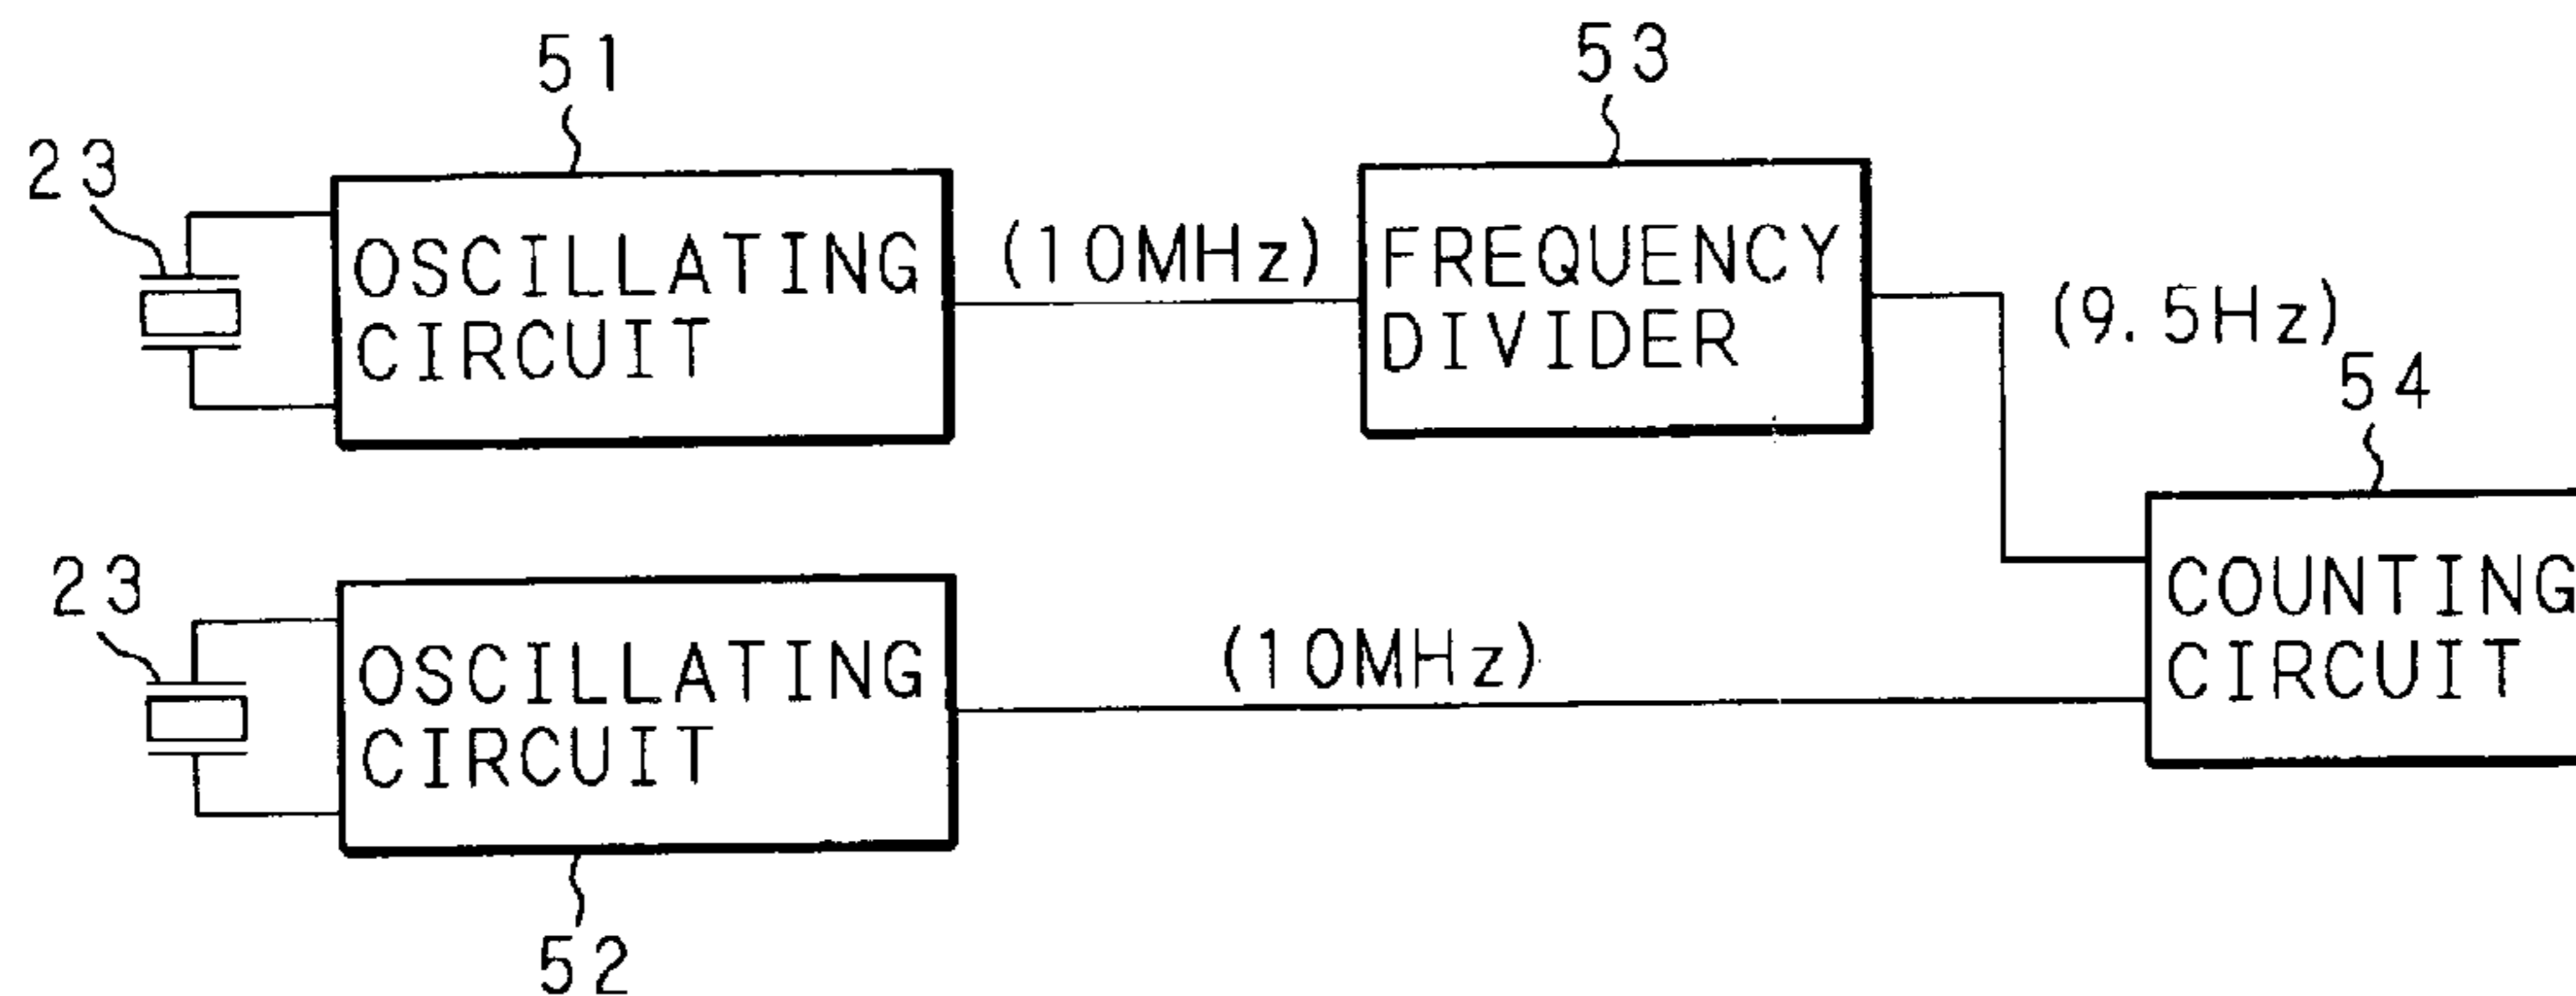 51
53
23
OSCILLATING
CIRCUIT
(10MHz)
FREQUENCY
DIVIDER
(9.5Hz)
54
23
OSCILLATING
CIRCUIT
(10MHz)
COUNTING
CIRCUIT
52